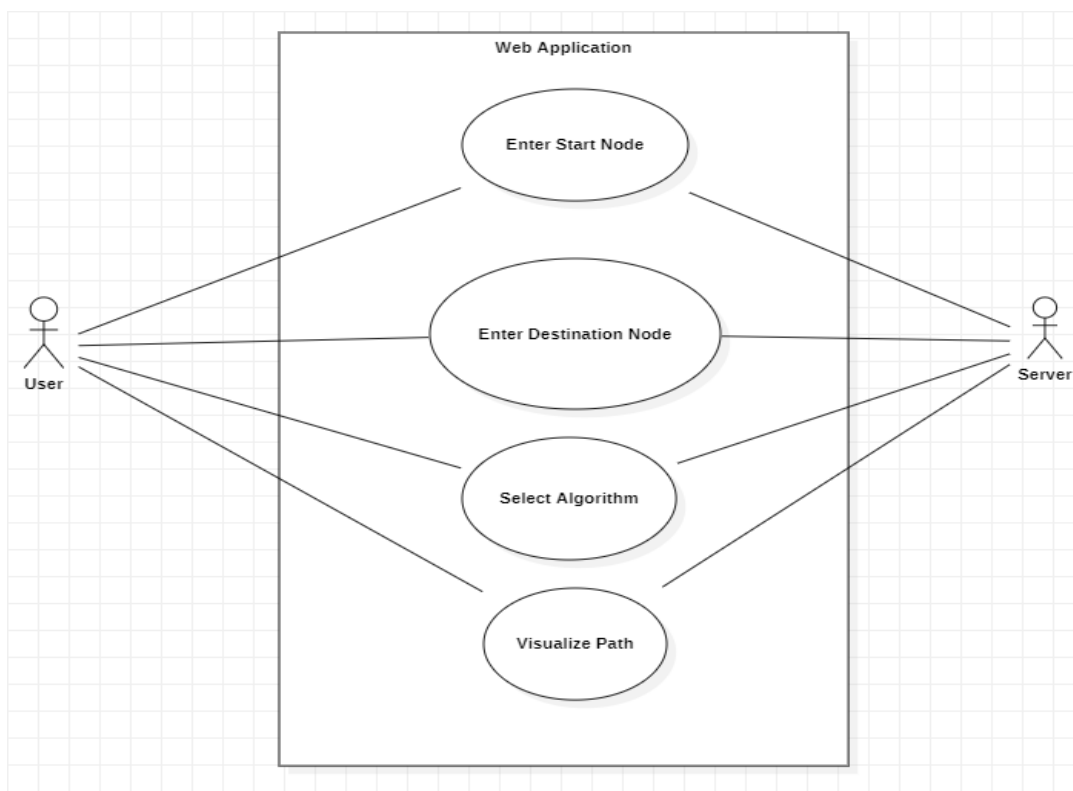 Web Application
Enter Start Node
Enter Destination Node
User
Server
Select Algorithm
Visualize Path